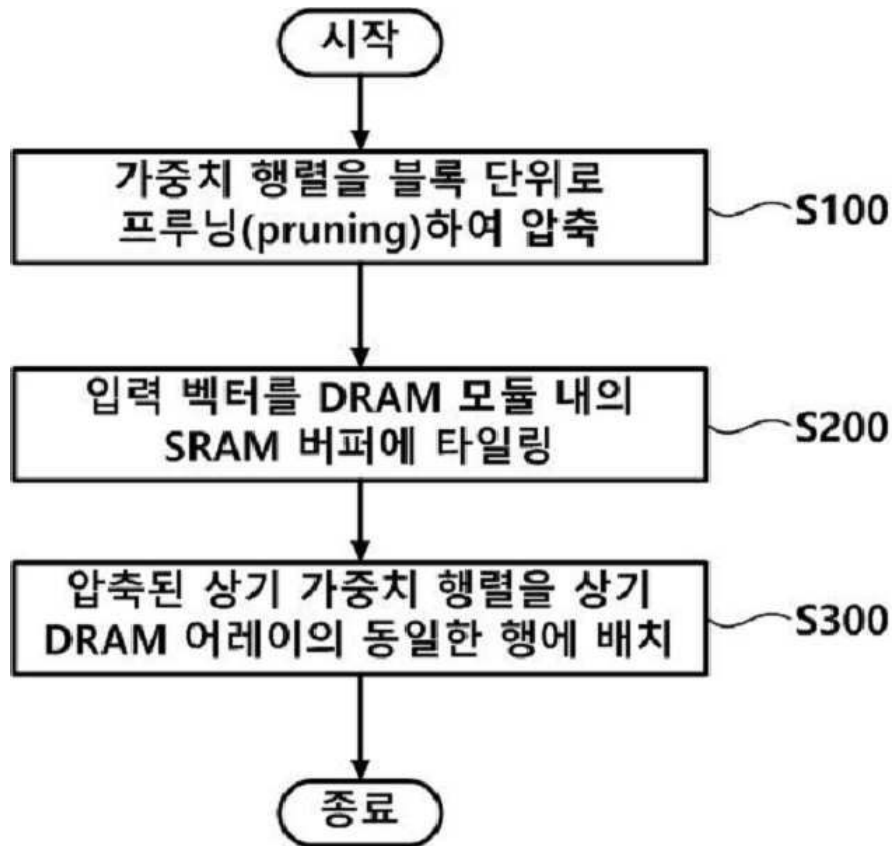 시작
가중치 행렬을 블록 단위로
프루닝(pruning)하여 압축
S100
입력 벡터를 DRAM 모듈 내의
SRAM 버퍼에 타일링
S200
압축된 상기 가중치 행렬을 상기
DRAM 어레이의 동일한 행에 배치
S300
종료